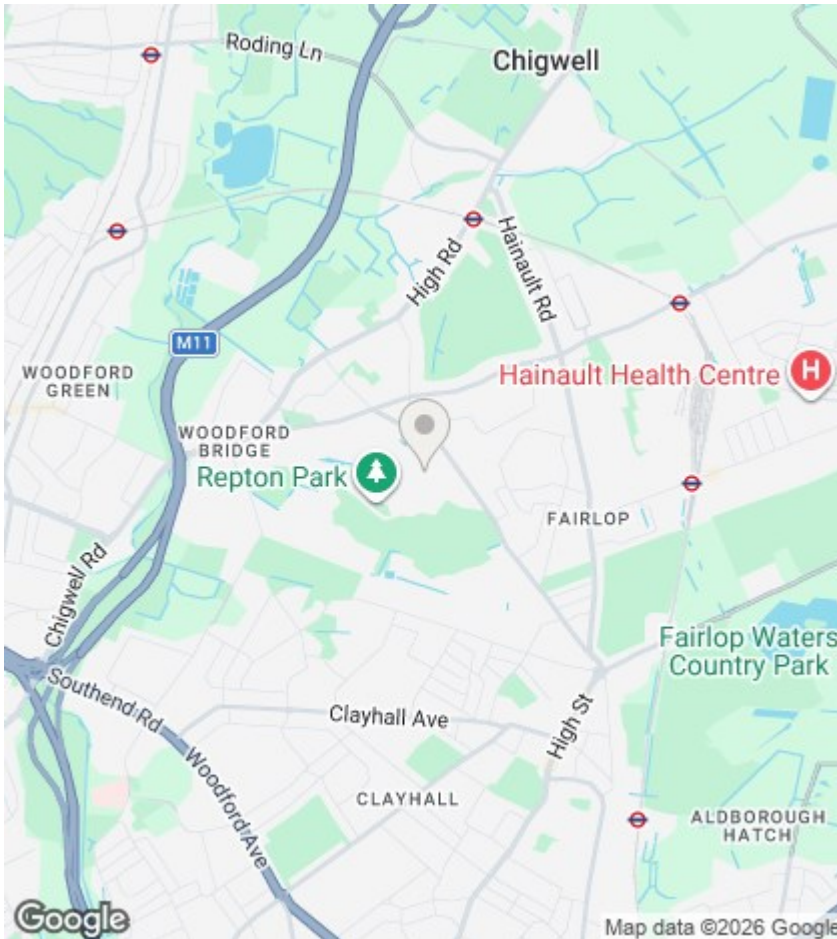 Roding Ln
Chigwell
High Rd
Hainault Rd
M11
WOODFORD
GREEN
Hainault Health Centre
H
WOODFORD
BRIDGE
Repton Park
FAIRLOP
Chigwell Rd
Fairlop Waters
Country Park
Southend Rd
Clayhall Ave
High St
Woodford Ave
CLAYHALL
ALDBOROUGH
HATCH
Google
Map data ©2026 Google